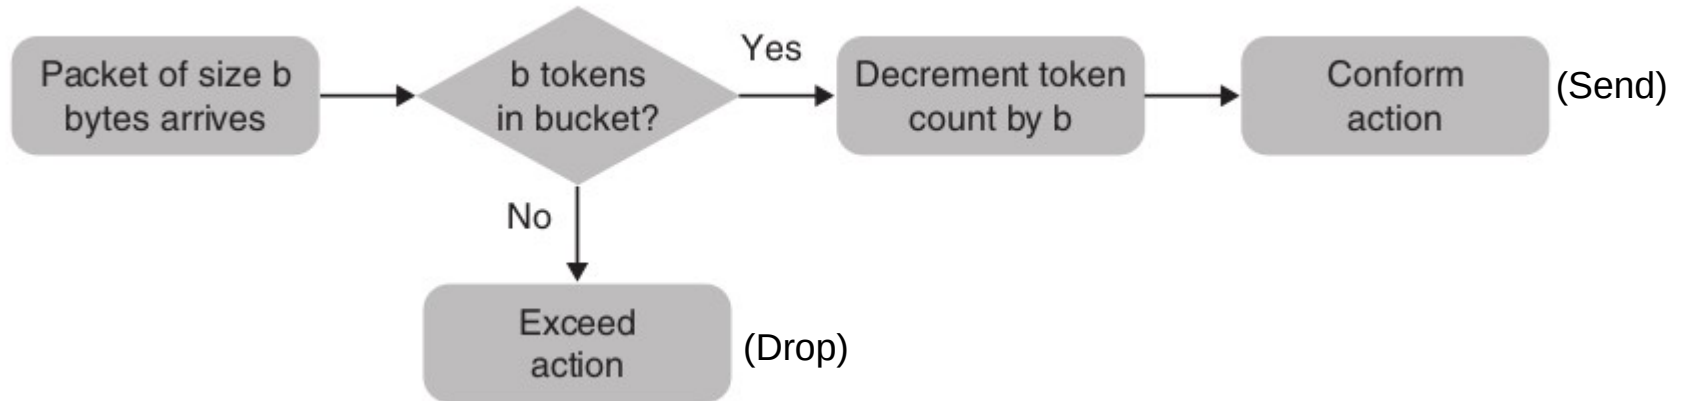 Packet of size b
bytes arrives
b tokens
in bucket?
Yes
Decrement token
count by b
Conform
action
(Send)
No
Exceed
action
(Drop)